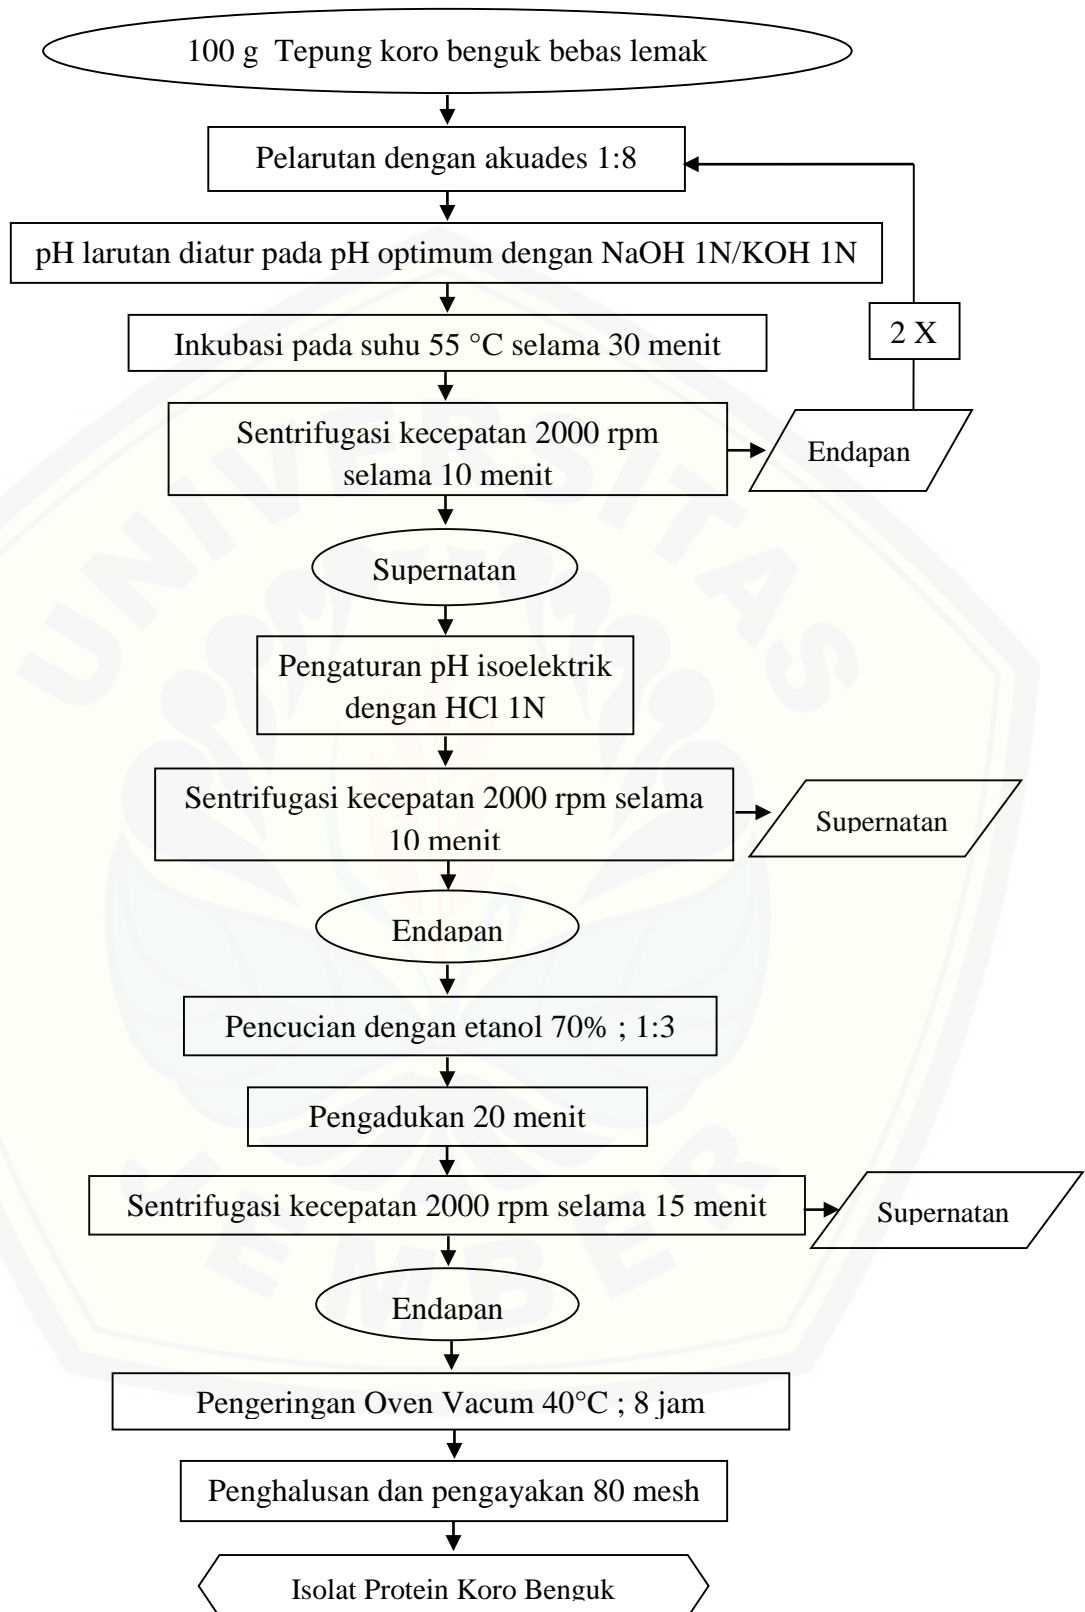 100 g  Tepung koro benguk bebas lemak
Pelarutan dengan akuades 1:8
pH larutan diatur pada pH optimum dengan NaOH 1N/KOH 1N
Inkubasi pada suhu 55 °C selama 30 menit
2 X
Sentrifugasi kecepatan 2000 rpm
selama 10 menit
Endapan
Supernatan
Pengaturan pH isoelektrik
dengan HCl 1N
Sentrifugasi kecepatan 2000 rpm selama
10 menit
Supernatan
Endapan
Pencucian dengan etanol 70% ; 1:3
Pengadukan 20 menit
Sentrifugasi kecepatan 2000 rpm selama 15 menit
Supernatan
Endapan
Pengeringan Oven Vacum 40°C ; 8 jam
Penghalusan dan pengayakan 80 mesh
Isolat Protein Koro Benguk
UNIVERSITAS
JEMBER